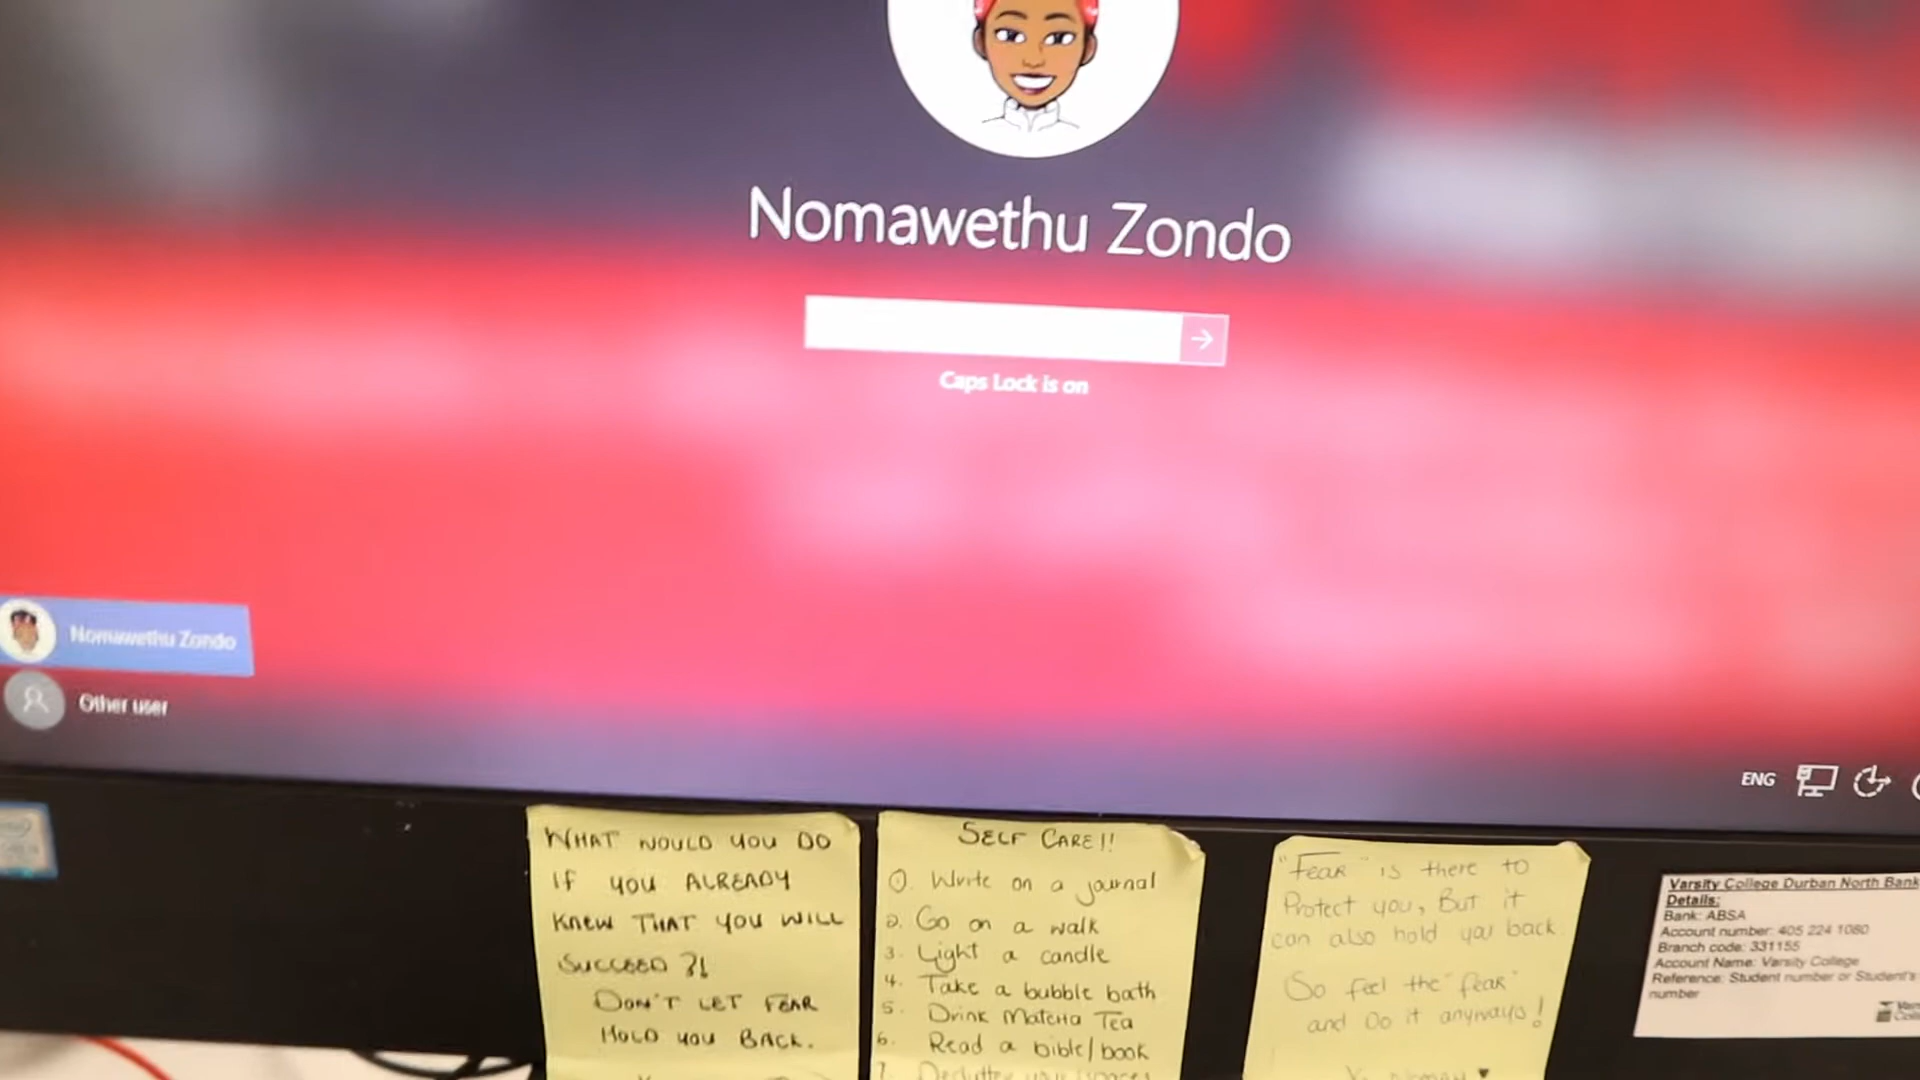 Nomawethu Zondo
Caps Lock is on
Nomawethu Zondo
Other user
ENG
WHAT WOULD YOU DO
IF YOU ALREADY
KNEW THAT YOU WILL
SUCCEED ?!
DON'T LET FEAR
HOLD YOU BACK.
SELF CARE!!
1. Write on a journal
2. Go on a walk
3. Light a candle
4. Take a bubble bath
5. Drink Matcha Tea
6. Read a bible/book
7. Declutter your spaces
"Fear" is there to
Protect you, But it
can also hold you back.
So feel the "fear"
and Do it anyways!
Varsity College Durban North Bank
Details:
Bank: ABSA
Account number: 405 224 1080
Branch code: 331155
Account Name: Varsity College
Reference: Student number or Student's
number